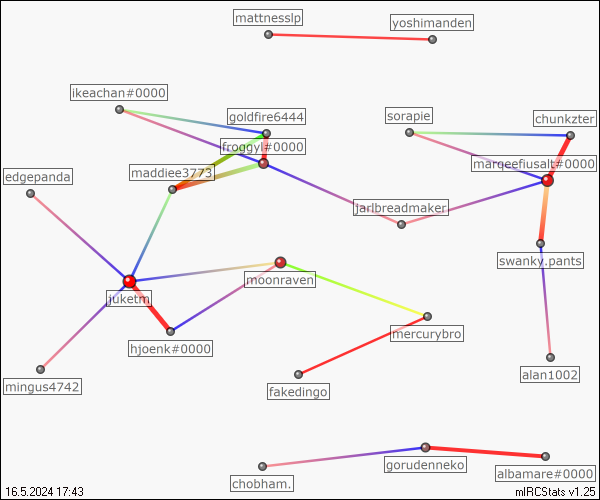 mattnesslp
yoshimanden
ikeachan#0000
goldfire6444
sorapie
chunkzter
froggyl#0000
maddiee3773
marqeefiusalt#0000
edgepanda
jarlbreadmaker
swanky.pants
moonraven
juketm
mercurybro
hjoenk#0000
alan1002
mingus4742
fakedingo
gorudenneko
albamare#0000
chobham.
16.5.2024 17:43
mIRCStats v1.25